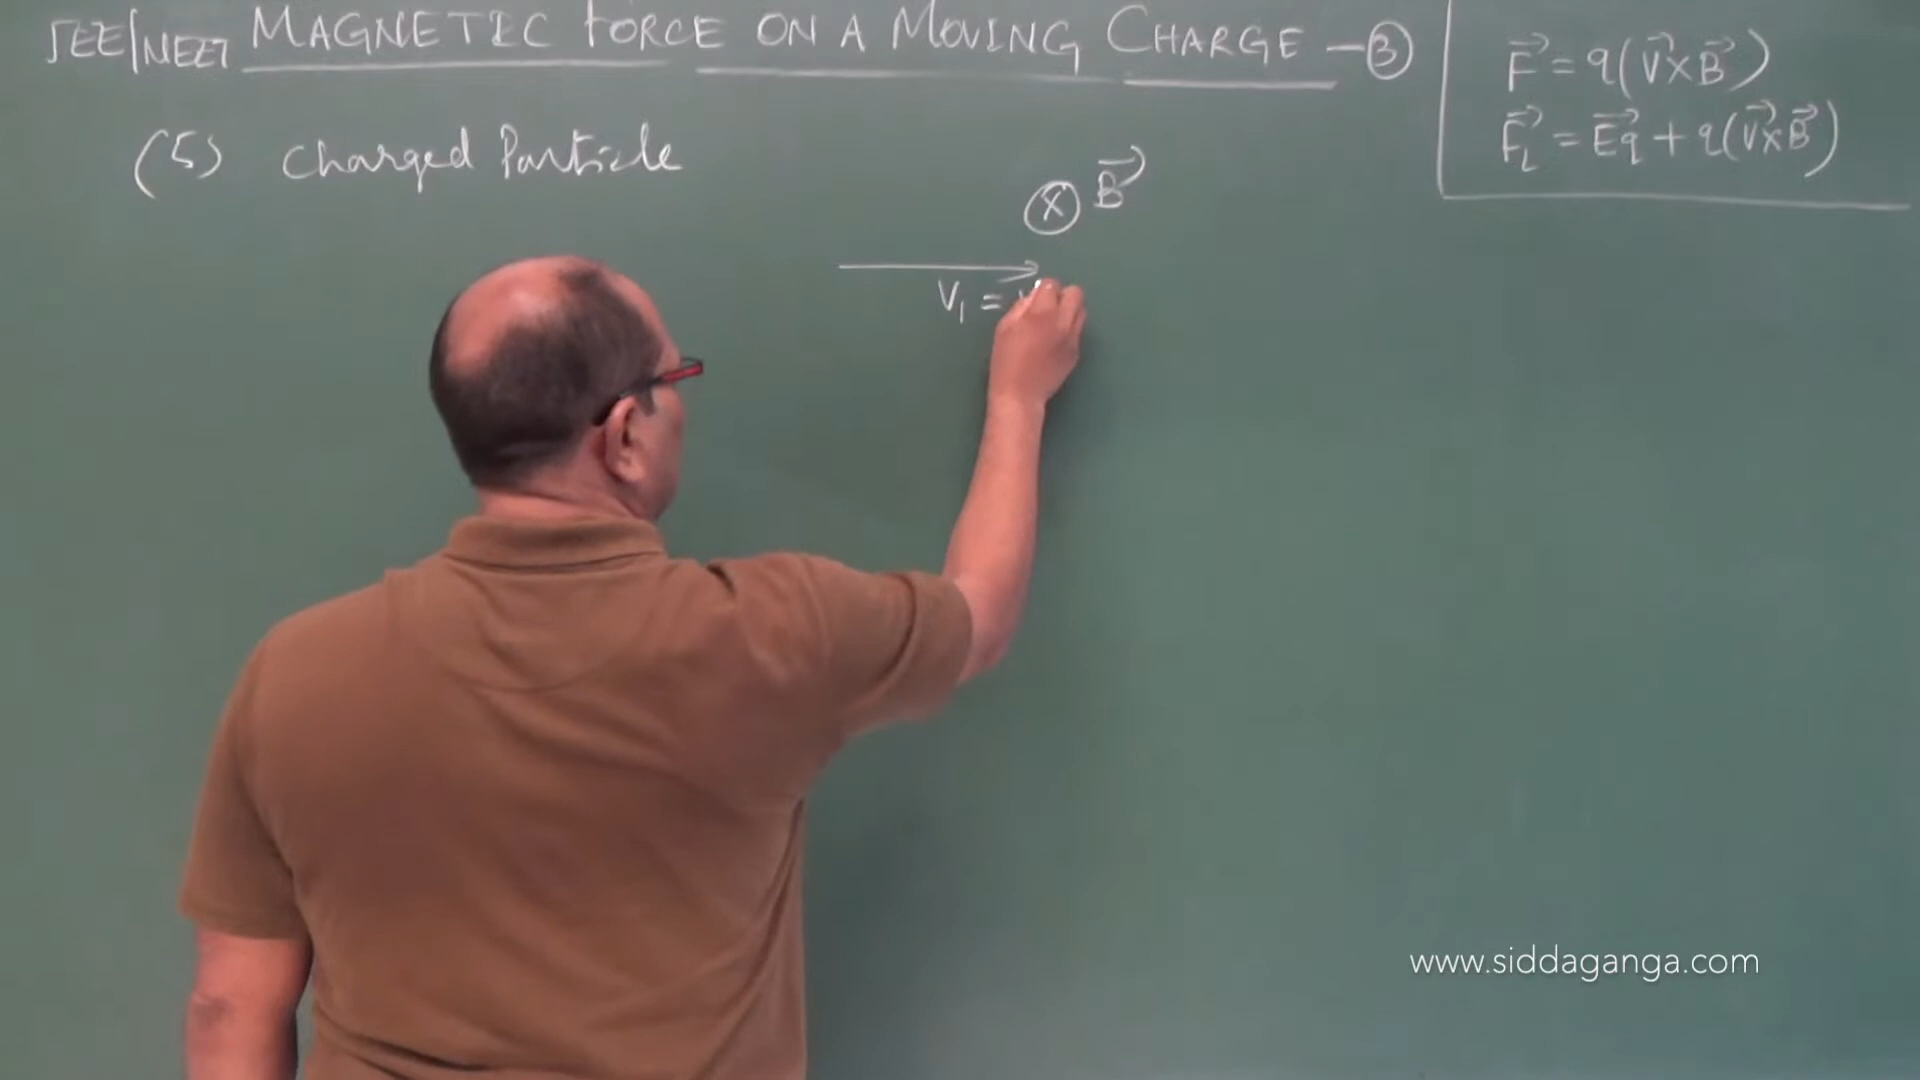 JEE/NEET MAGNETIC FORCE ON A MOVING CHARGE - (3)
F⃗ = q(V⃗×B⃗)
F⃗L = E⃗q + q(V⃗×B⃗)
(5) Charged Particle
(X) B⃗
V1 =
www.siddaganga.com